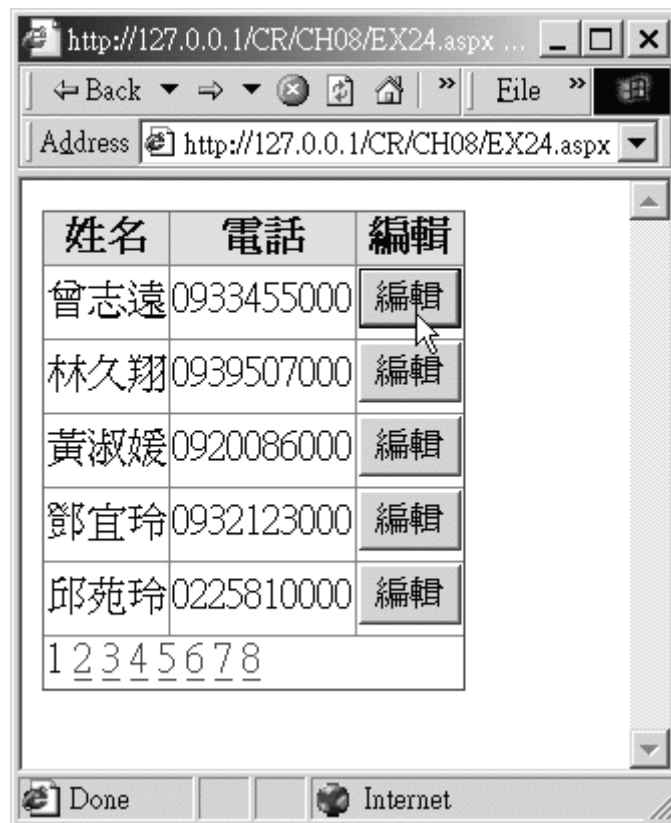 http://127.0.0.1/CR/CH08/EX24.aspx ...
Back » File »
Address http://127.0.0.1/CR/CH08/EX24.aspx
姓名 電話 編輯
曾志遠 0933455000 編輯
林久翔 0939507000 編輯
黃淑媛 0920086000 編輯
鄧宜玲 0932123000 編輯
邱苑玲 0225810000 編輯
1 2 3 4 5 6 7 8
Done Internet